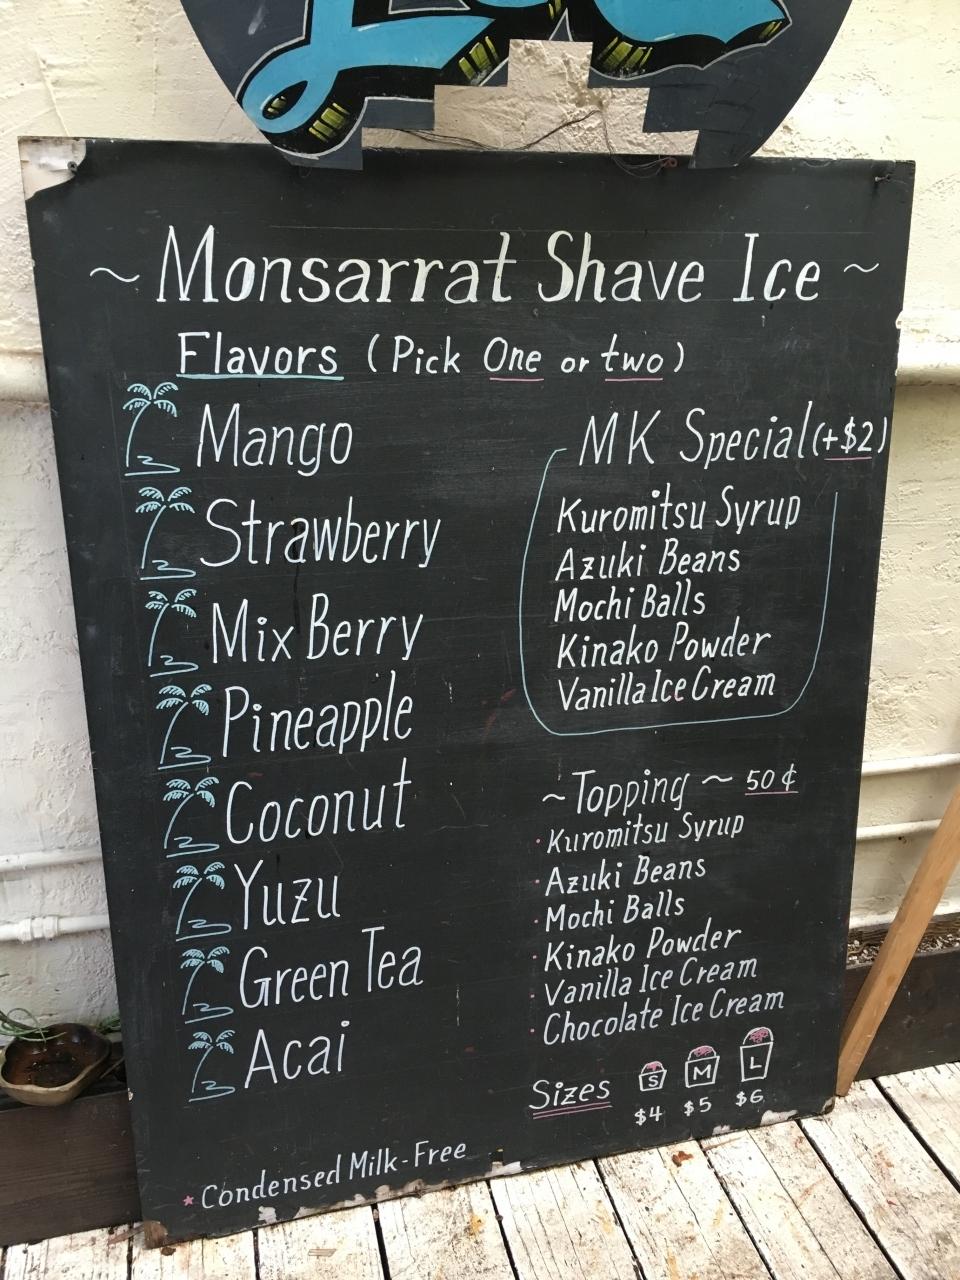 ~ Monsarrat Shave Ice ~
Flavors (Pick One or two)
Mango
Strawberry
Mix Berry
Pineapple
Coconut
Yuzu
Green Tea
Acai
MK Special (+$2)
Kuromitsu Syrup
Azuki Beans
Mochi Balls
Kinako Powder
Vanilla Ice Cream
~ Topping ~ 50¢
· Kuromitsu Syrup
· Azuki Beans
· Mochi Balls
· Kinako Powder
· Vanilla Ice Cream
· Chocolate Ice Cream
Sizes S M L
$4 $5 $6
* Condensed Milk-Free